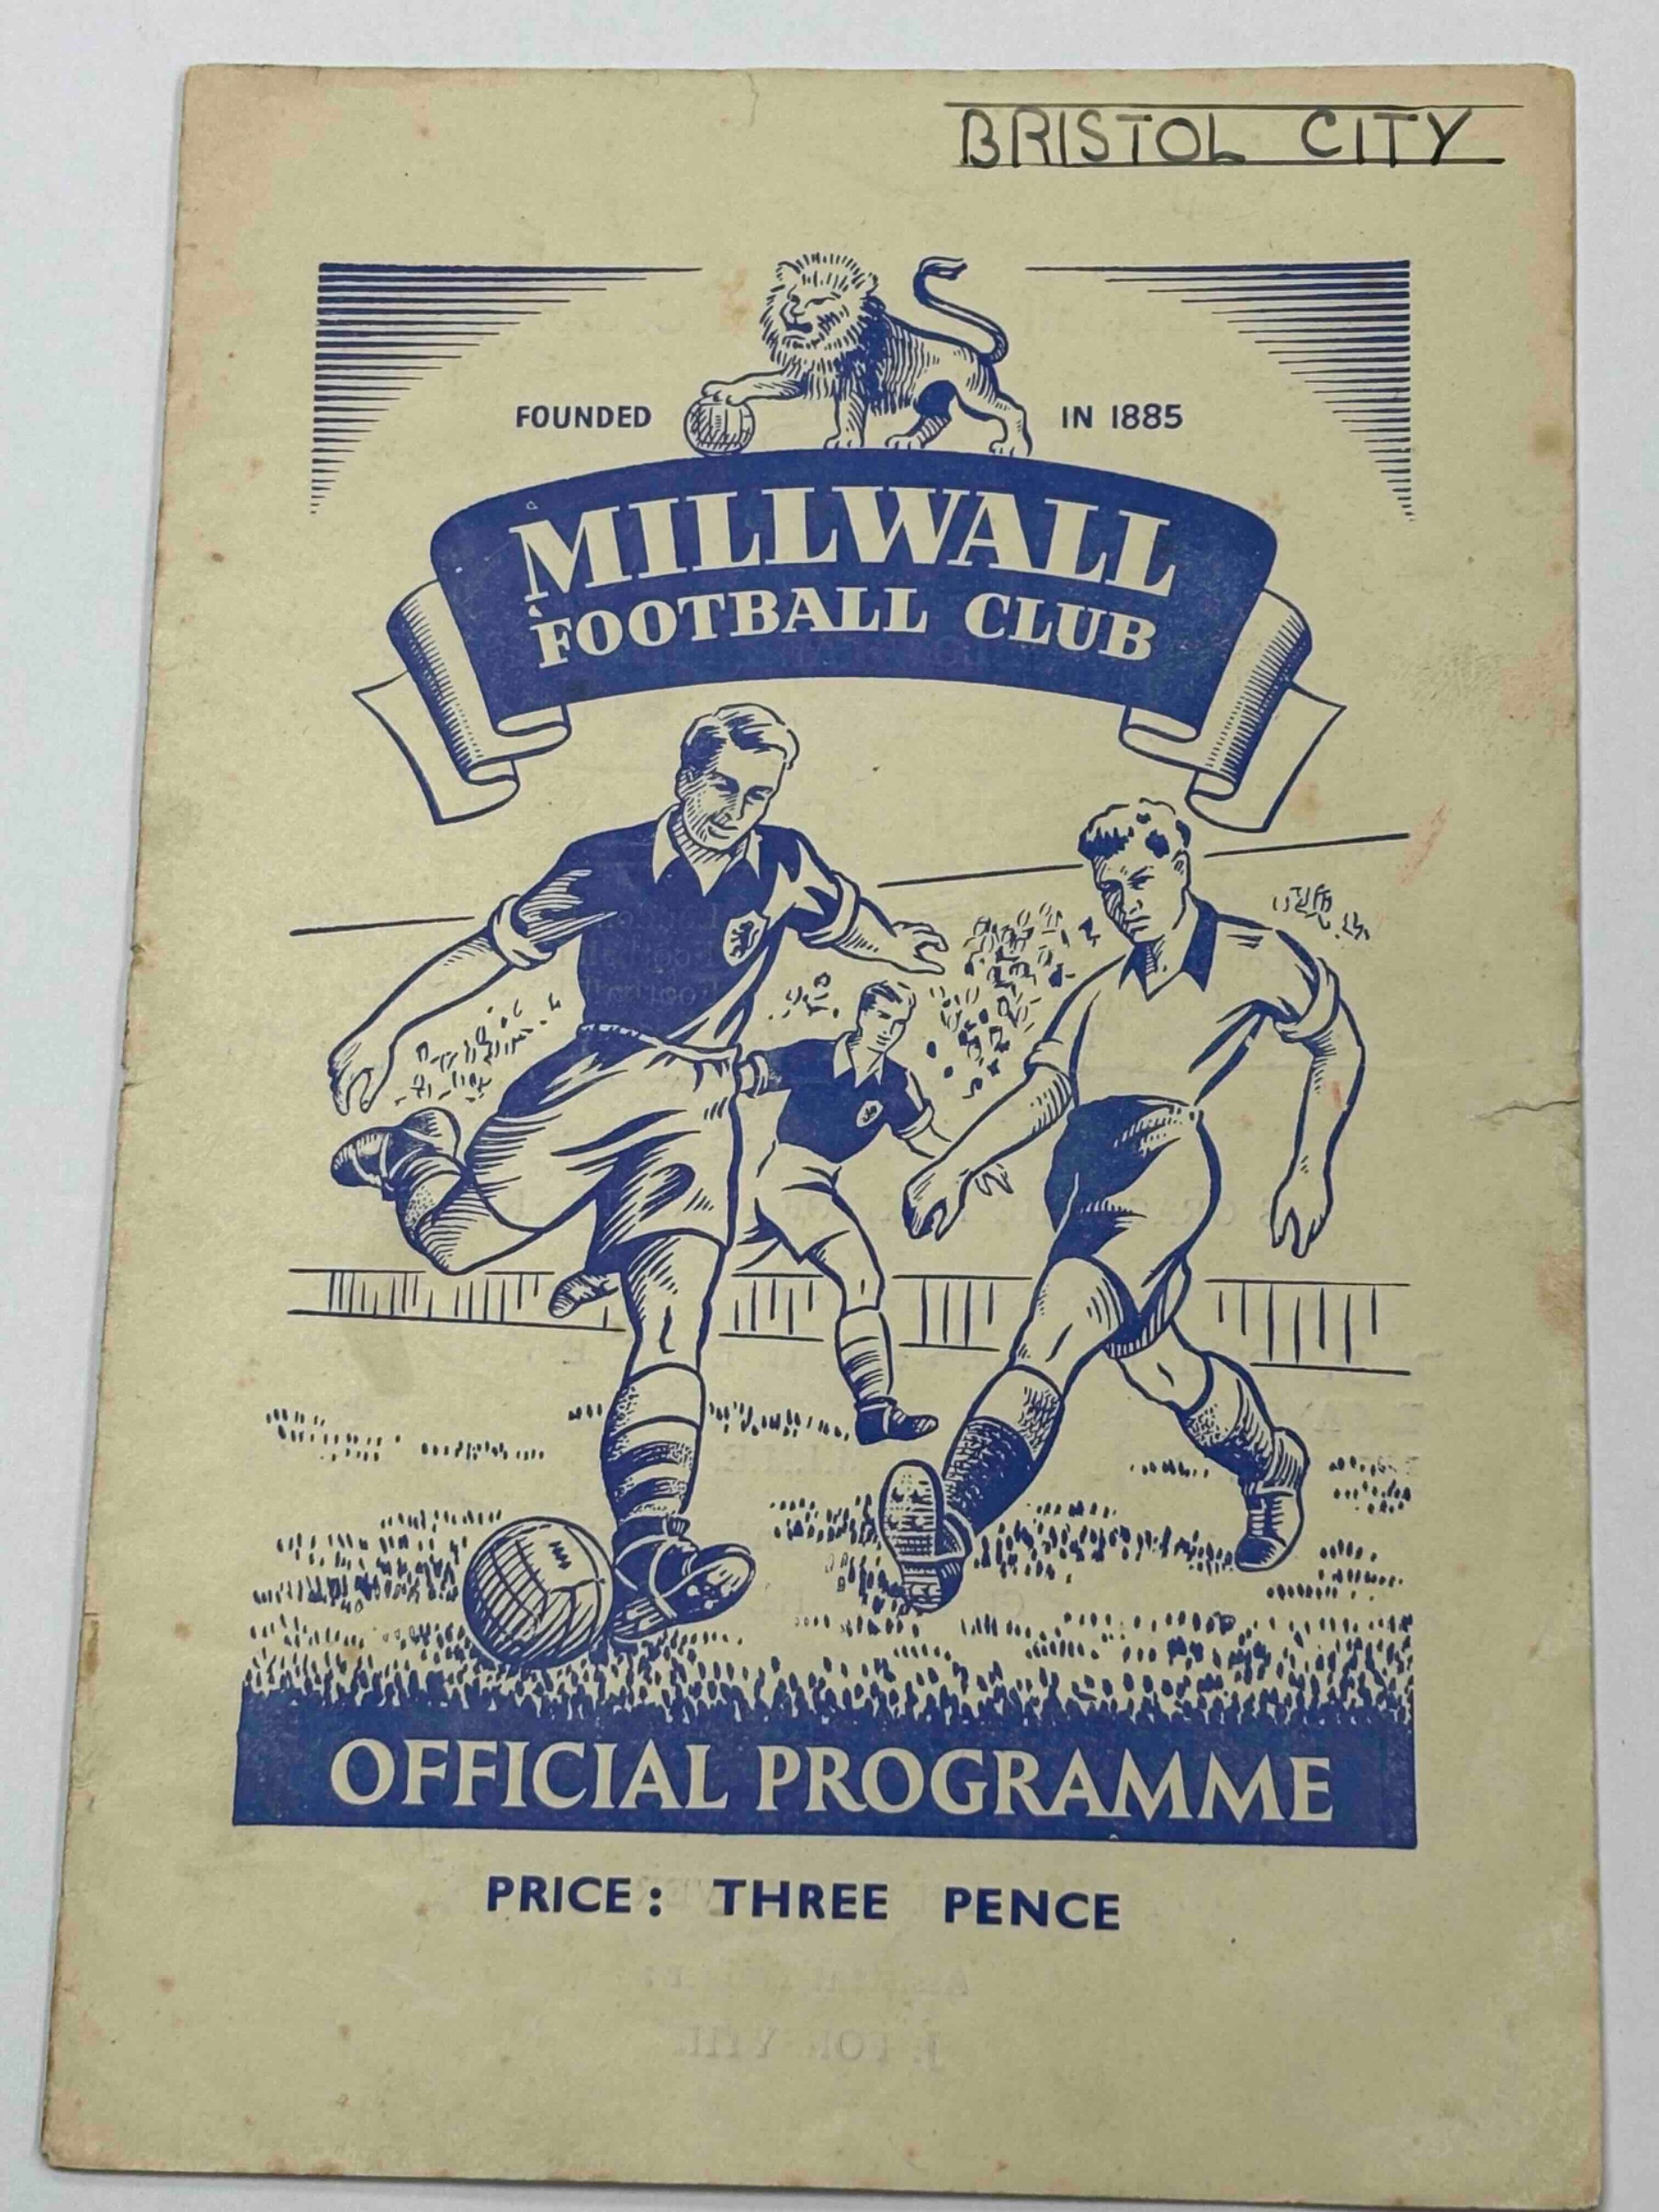 BRISTOL CITY
FOUNDED IN 1885
MILLWALL
FOOTBALL CLUB
OFFICIAL PROGRAMME
PRICE: THREE PENCE